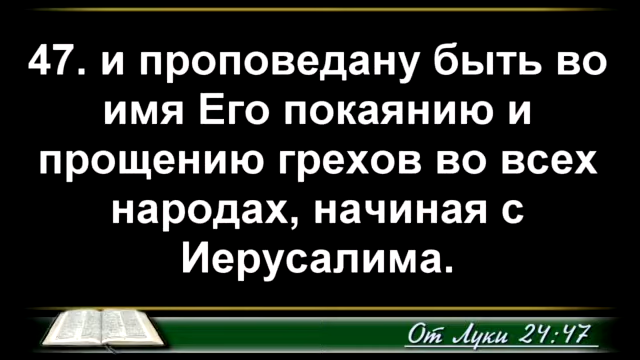 47. и проповедану быть во
имя Его покаянию и
прощению грехов во всех
народах, начиная с
Иерусалима.
От Луки 24:47